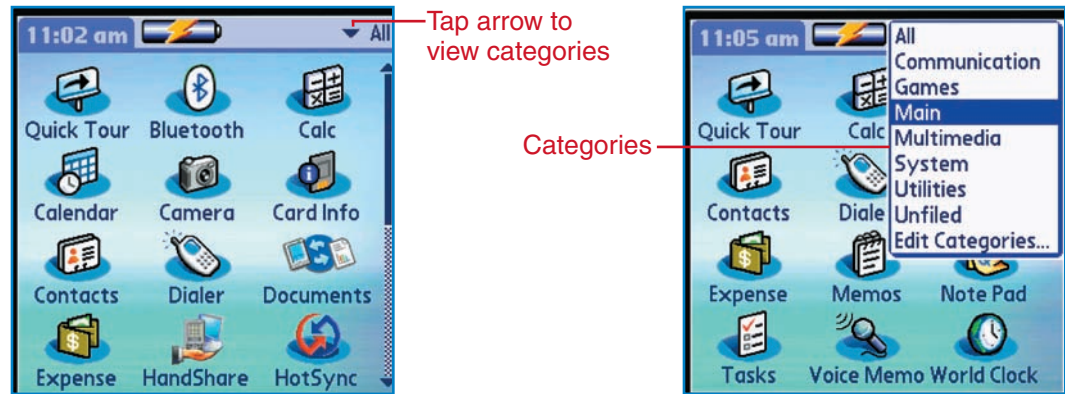 11:02 am
All
Quick Tour Bluetooth Calc
Calendar Camera Card Info
Contacts Dialer Documents
Expense HandShare HotSync
Tap arrow to
view categories
Categories
11:05 am
All
Communication
Games
Main
Multimedia
System
Utilities
Unfiled
Edit Categories...
Quick Tour Calc
Contacts Diale
Expense Memos Note Pad
Tasks Voice Memo World Clock